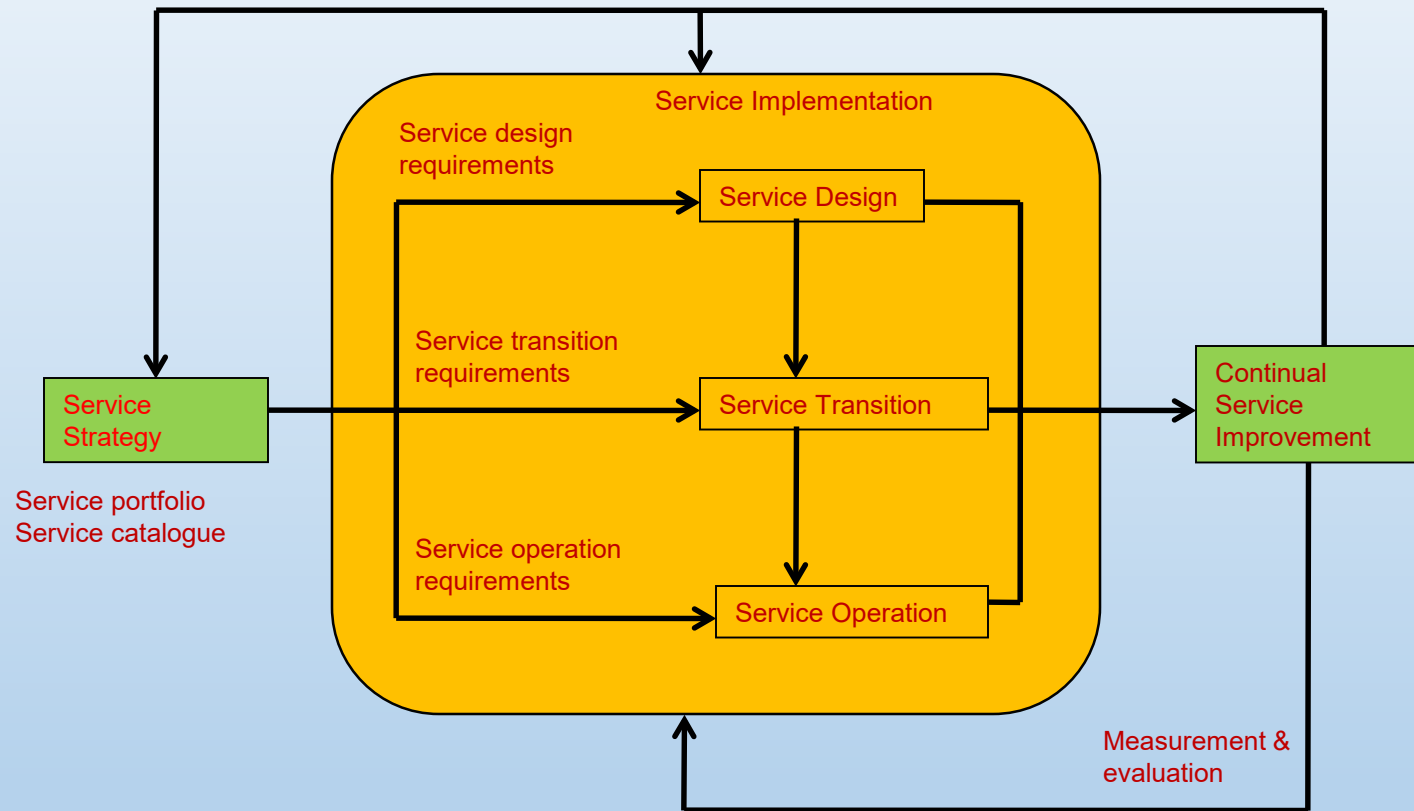 Service Implementation
Service design
requirements
Service Design
Service transition
requirements
Service Transition
Service
Strategy
Continual
Service
Improvement
Service portfolio
Service catalogue
Service operation
requirements
Service Operation
Measurement &
evaluation